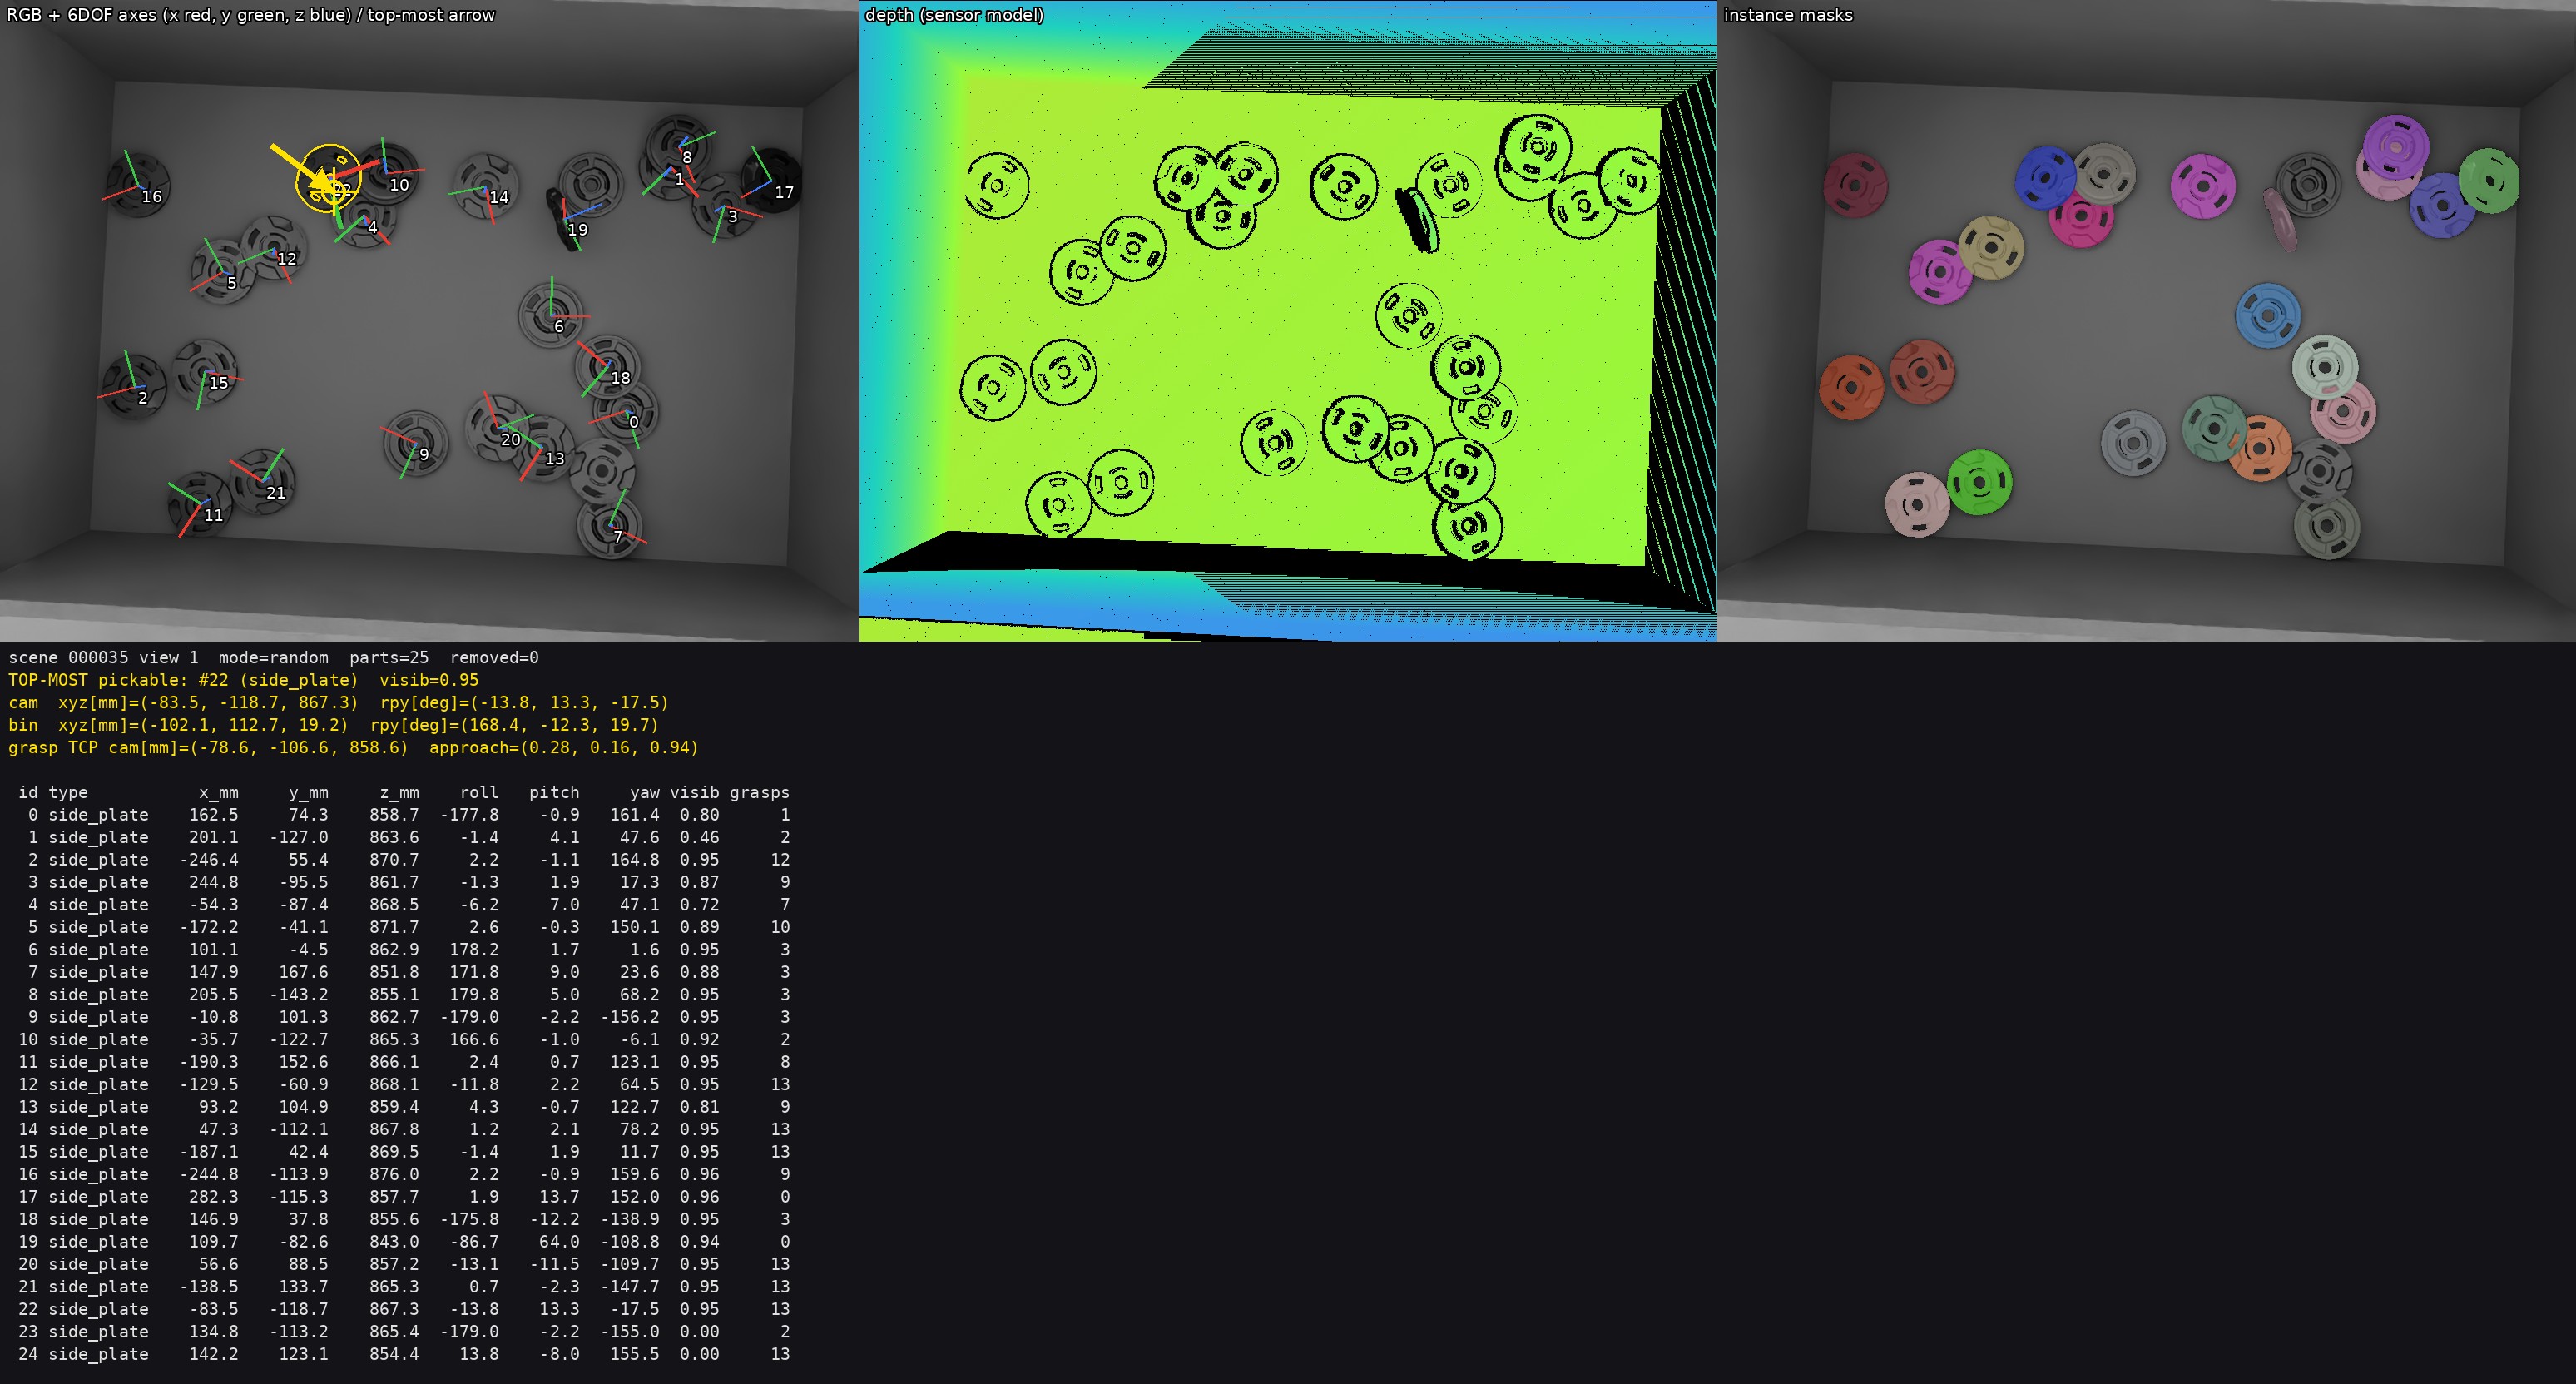 RGB + 6DOF axes (x red, y green, z blue) / top-most arrow
depth (sensor model)
instance masks
8
1
17
3
16
10
4
14
19
12
5
6
18
0
2
15
20
13
9
21
11
7
scene 000035 view 1  mode=random  parts=25  removed=0
TOP-MOST pickable: #22 (side_plate)  visib=0.95
cam  xyz[mm]=(-83.5, -118.7, 867.3)  rpy[deg]=(-13.8, 13.3, -17.5)
bin  xyz[mm]=(-102.1, 112.7, 19.2)  rpy[deg]=(168.4, -12.3, 19.7)
grasp TCP cam[mm]=(-78.6, -106.6, 858.6)  approach=(0.28, 0.16, 0.94)
id type x_mm y_mm z_mm roll pitch yaw visib grasps
0 side_plate 162.5 74.3 858.7 -177.8 -0.9 161.4 0.80 1
1 side_plate 201.1 -127.0 863.6 -1.4 4.1 47.6 0.46 2
2 side_plate -246.4 55.4 870.7 2.2 -1.1 164.8 0.95 12
3 side_plate 244.8 -95.5 861.7 -1.3 1.9 17.3 0.87 9
4 side_plate -54.3 -87.4 868.5 -6.2 7.0 47.1 0.72 7
5 side_plate -172.2 -41.1 871.7 2.6 -0.3 150.1 0.89 10
6 side_plate 101.1 -4.5 862.9 178.2 1.7 1.6 0.95 3
7 side_plate 147.9 167.6 851.8 171.8 9.0 23.6 0.88 3
8 side_plate 205.5 -143.2 855.1 179.8 5.0 68.2 0.95 3
9 side_plate -10.8 101.3 862.7 -179.0 -2.2 -156.2 0.95 3
10 side_plate -35.7 -122.7 865.3 166.6 -1.0 -6.1 0.92 2
11 side_plate -190.3 152.6 866.1 2.4 0.7 123.1 0.95 8
12 side_plate -129.5 -60.9 868.1 -11.8 2.2 64.5 0.95 13
13 side_plate 93.2 104.9 859.4 4.3 -0.7 122.7 0.81 9
14 side_plate 47.3 -112.1 867.8 1.2 2.1 78.2 0.95 13
15 side_plate -187.1 42.4 869.5 -1.4 1.9 11.7 0.95 13
16 side_plate -244.8 -113.9 876.0 2.2 -0.9 159.6 0.96 9
17 side_plate 282.3 -115.3 857.7 1.9 13.7 152.0 0.96 0
18 side_plate 146.9 37.8 855.6 -175.8 -12.2 -138.9 0.95 3
19 side_plate 109.7 -82.6 843.0 -86.7 64.0 -108.8 0.94 0
20 side_plate 56.6 88.5 857.2 -13.1 -11.5 -109.7 0.95 13
21 side_plate -138.5 133.7 865.3 0.7 -2.3 -147.7 0.95 13
22 side_plate -83.5 -118.7 867.3 -13.8 13.3 -17.5 0.95 13
23 side_plate 134.8 -113.2 865.4 -179.0 -2.2 -155.0 0.00 2
24 side_plate 142.2 123.1 854.4 13.8 -8.0 155.5 0.00 13